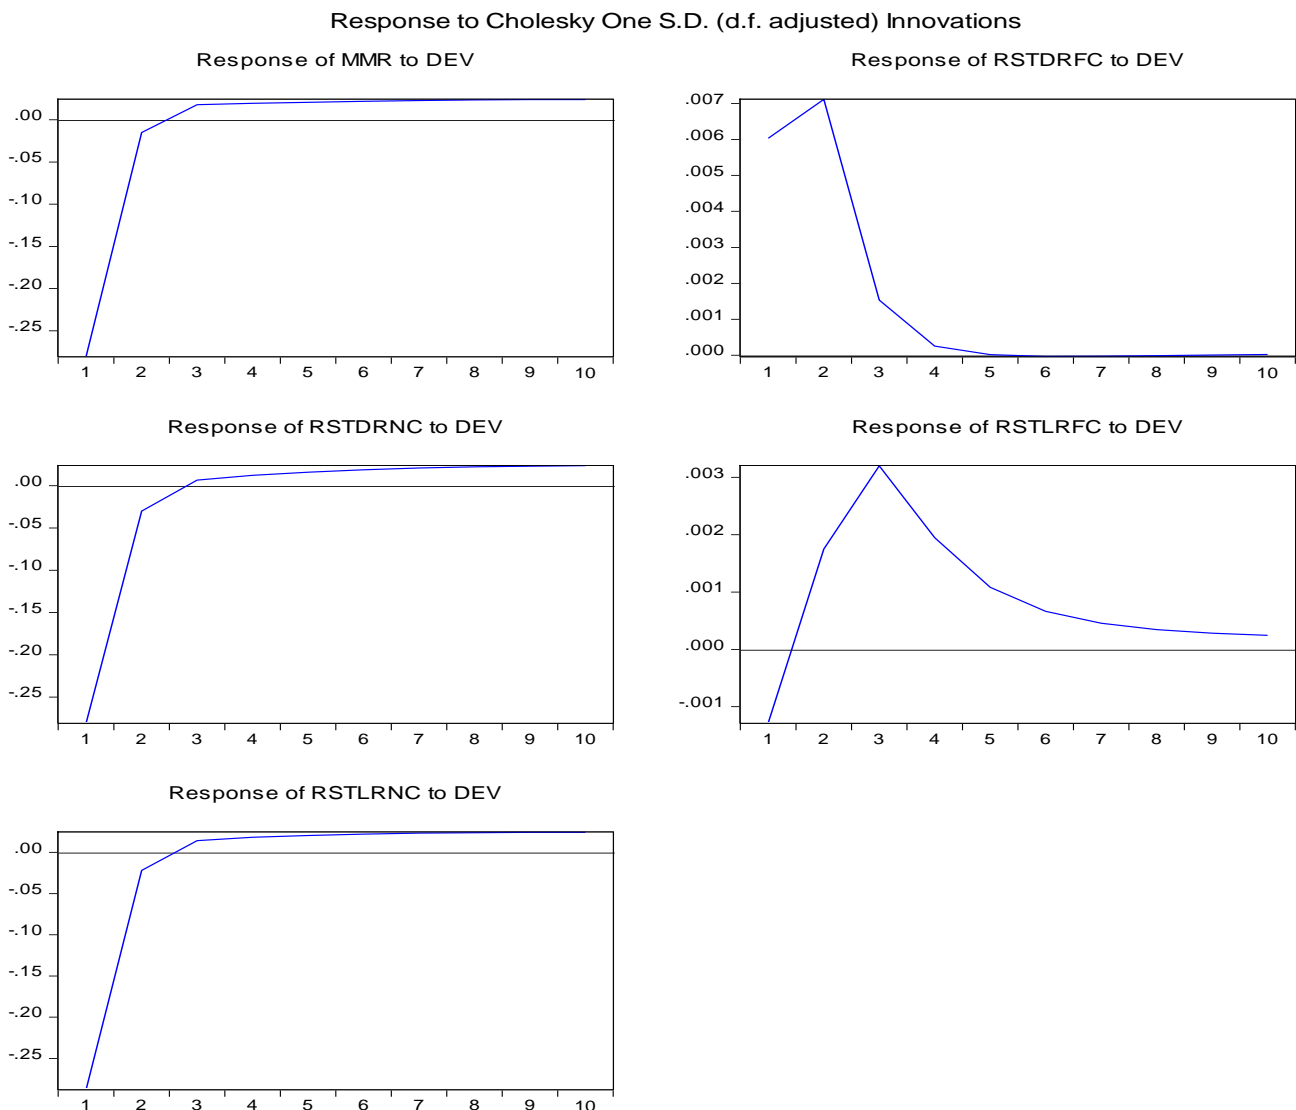 Response to Cholesky One S.D. (d.f. adjusted) Innovations
Response of MMR to DEV
.00
-.05
-.10
-.15
-.20
-.25
1 2 3 4 5 6 7 8 9 10
Response of RSTDRFC to DEV
.007
.006
.005
.004
.003
.002
.001
.000
1 2 3 4 5 6 7 8 9 10
Response of RSTDRNC to DEV
.00
-.05
-.10
-.15
-.20
-.25
1 2 3 4 5 6 7 8 9 10
Response of RSTLRFC to DEV
.003
.002
.001
.000
-.001
1 2 3 4 5 6 7 8 9 10
Response of RSTLRNC to DEV
.00
-.05
-.10
-.15
-.20
-.25
1 2 3 4 5 6 7 8 9 10